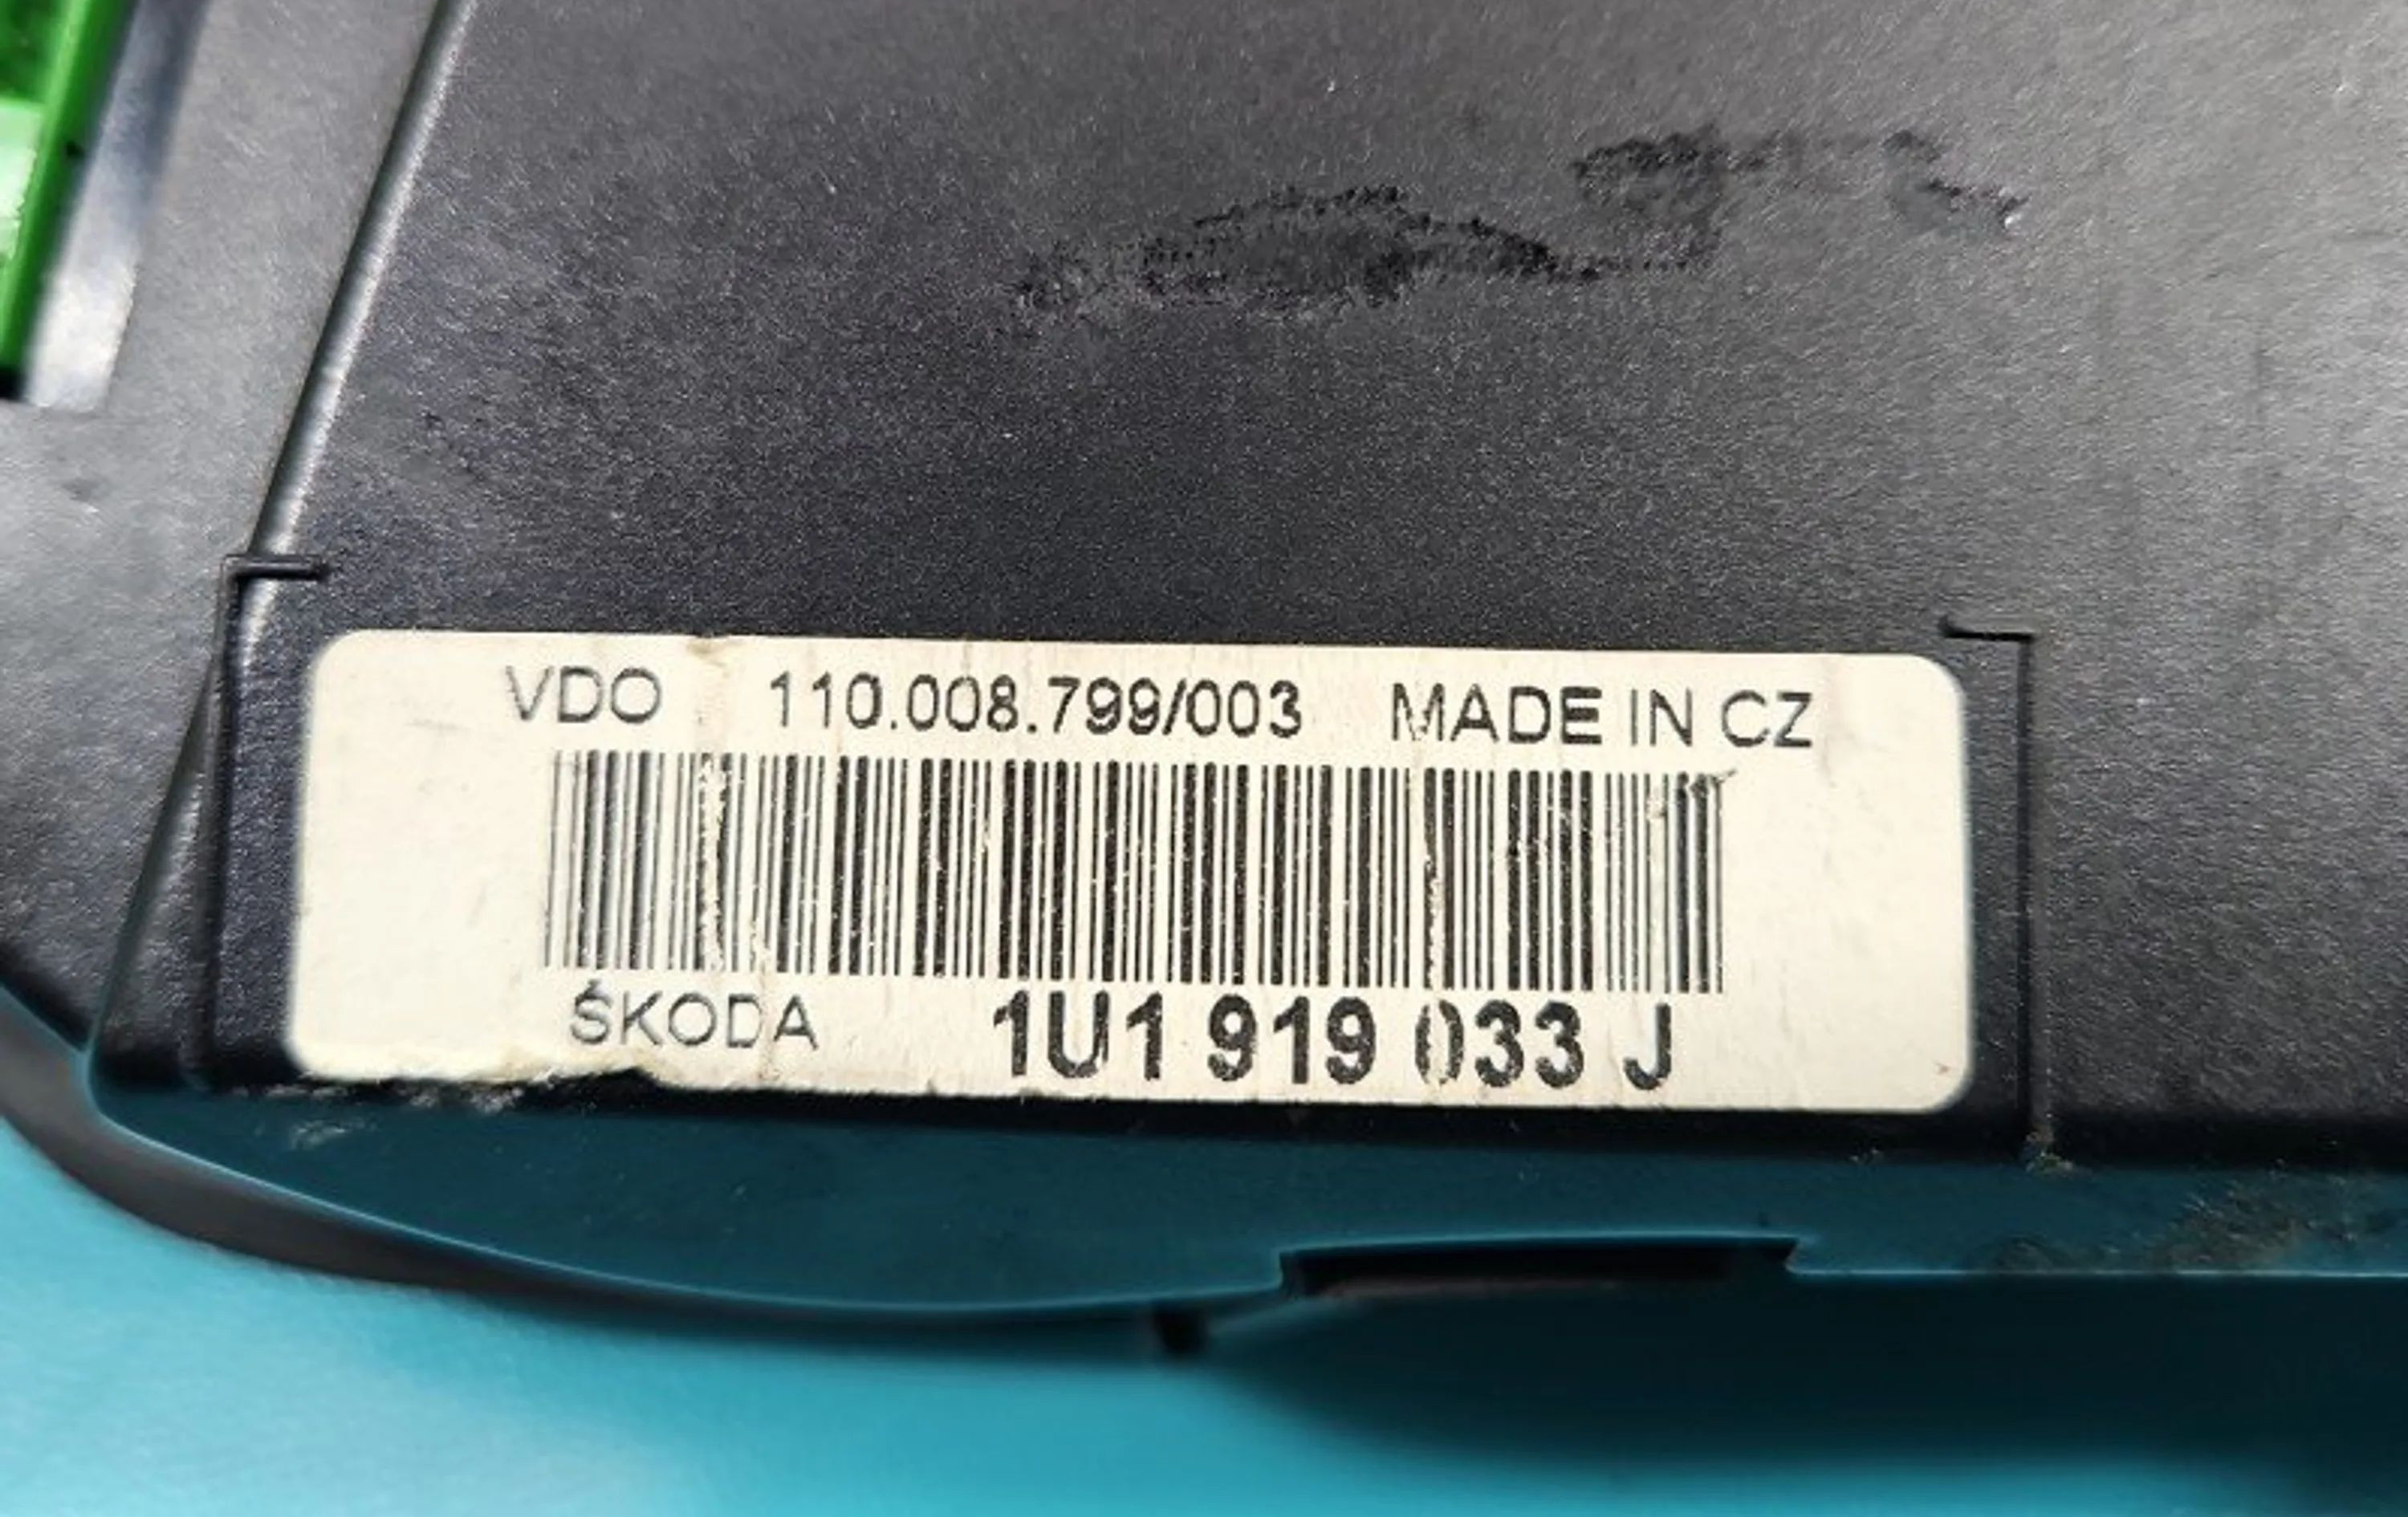 VDO 110.008.799/003 MADE IN CZ
ŠKODA 1U1 919 033 J